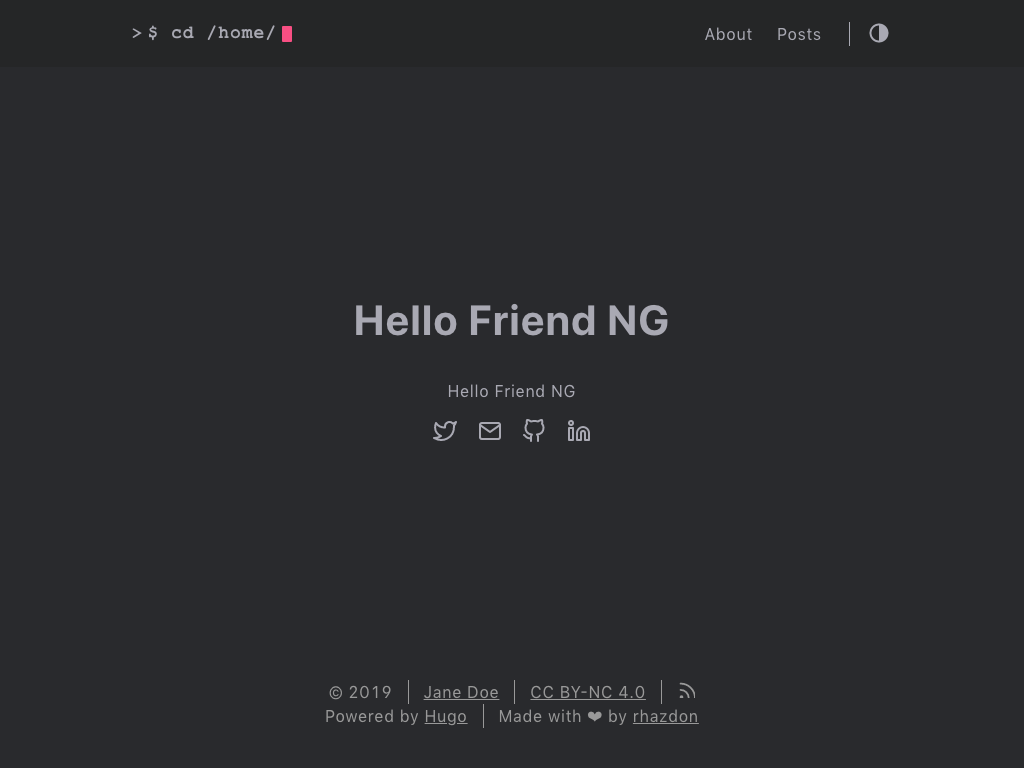 >$ cd /home/
About Posts
Hello Friend NG
Hello Friend NG
© 2019 Jane Doe CC BY-NC 4.0
Powered by Hugo Made with ❤ by rhazdon